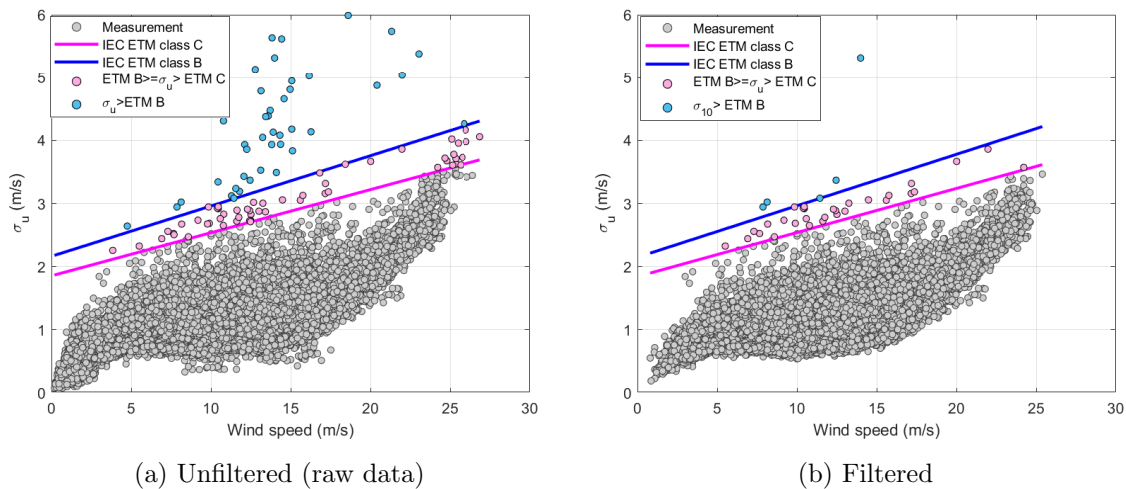 Measurement
IEC ETM class C
IEC ETM class B
ETM B>=σu> ETM C
σu>ETM B
6
5
4
3
2
1
0
σu (m/s)
0 5 10 15 20 25 30
Wind speed (m/s)
(a) Unfiltered (raw data)
Measurement
IEC ETM class C
IEC ETM class B
ETM B>=σu> ETM C
σ10> ETM B
6
5
4
3
2
1
0
σu (m/s)
0 5 10 15 20 25 30
Wind speed (m/s)
(b) Filtered